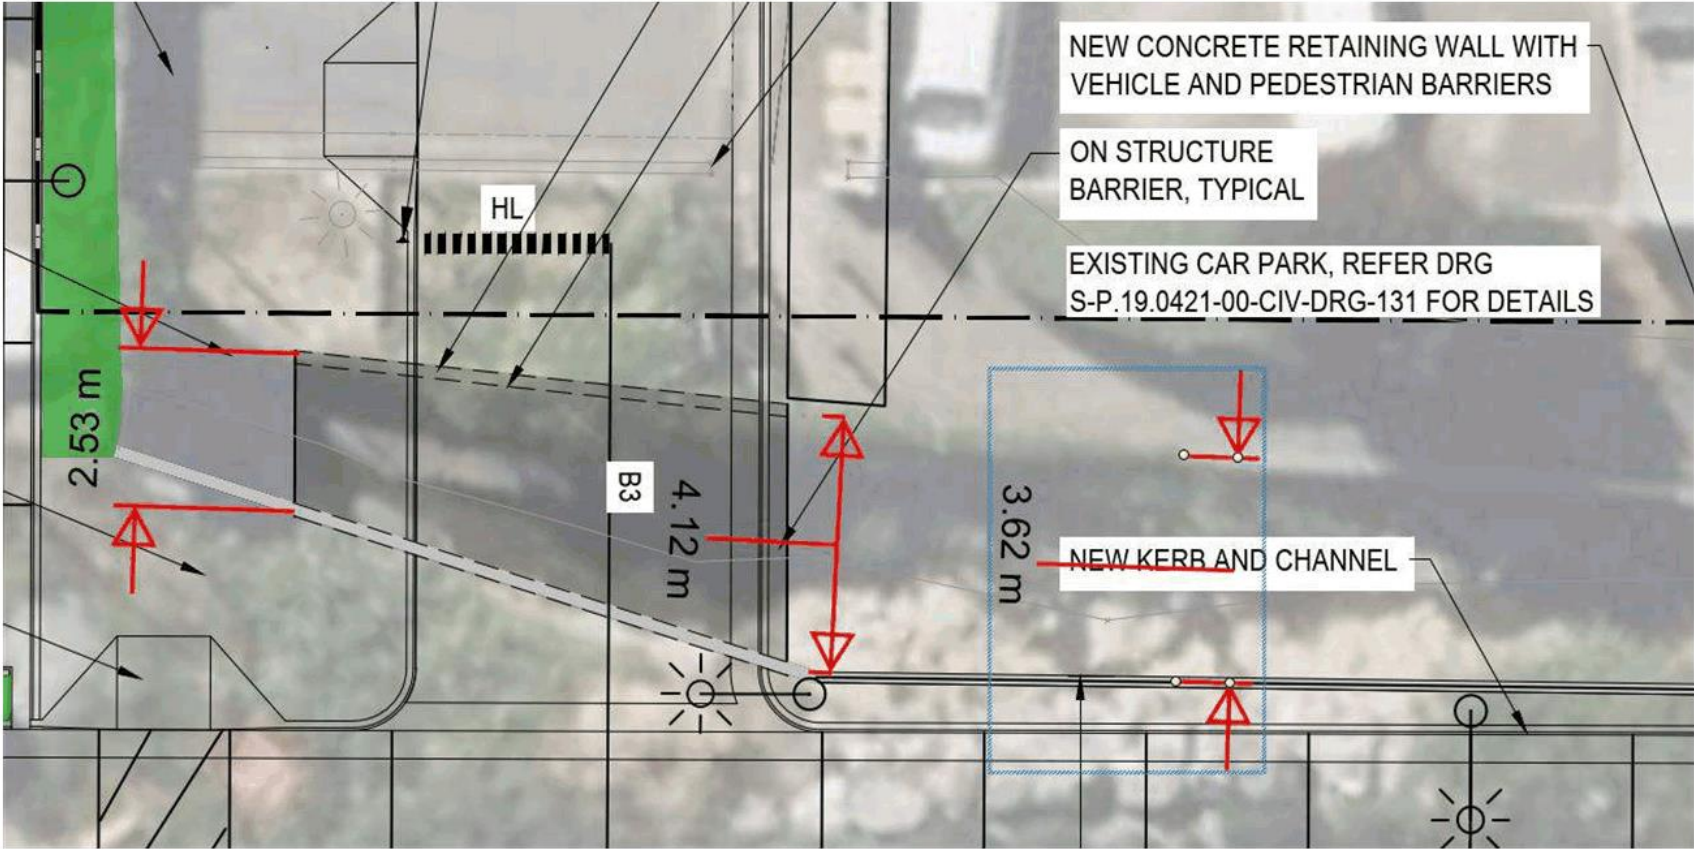 NEW CONCRETE RETAINING WALL WITH
VEHICLE AND PEDESTRIAN BARRIERS
ON STRUCTURE
BARRIER, TYPICAL
HL
EXISTING CAR PARK, REFER DRG
S-P.19.0421-00-CIV-DRG-131 FOR DETAILS
2.53 m
B3
4.12 m
3.62 m
NEW KERB AND CHANNEL